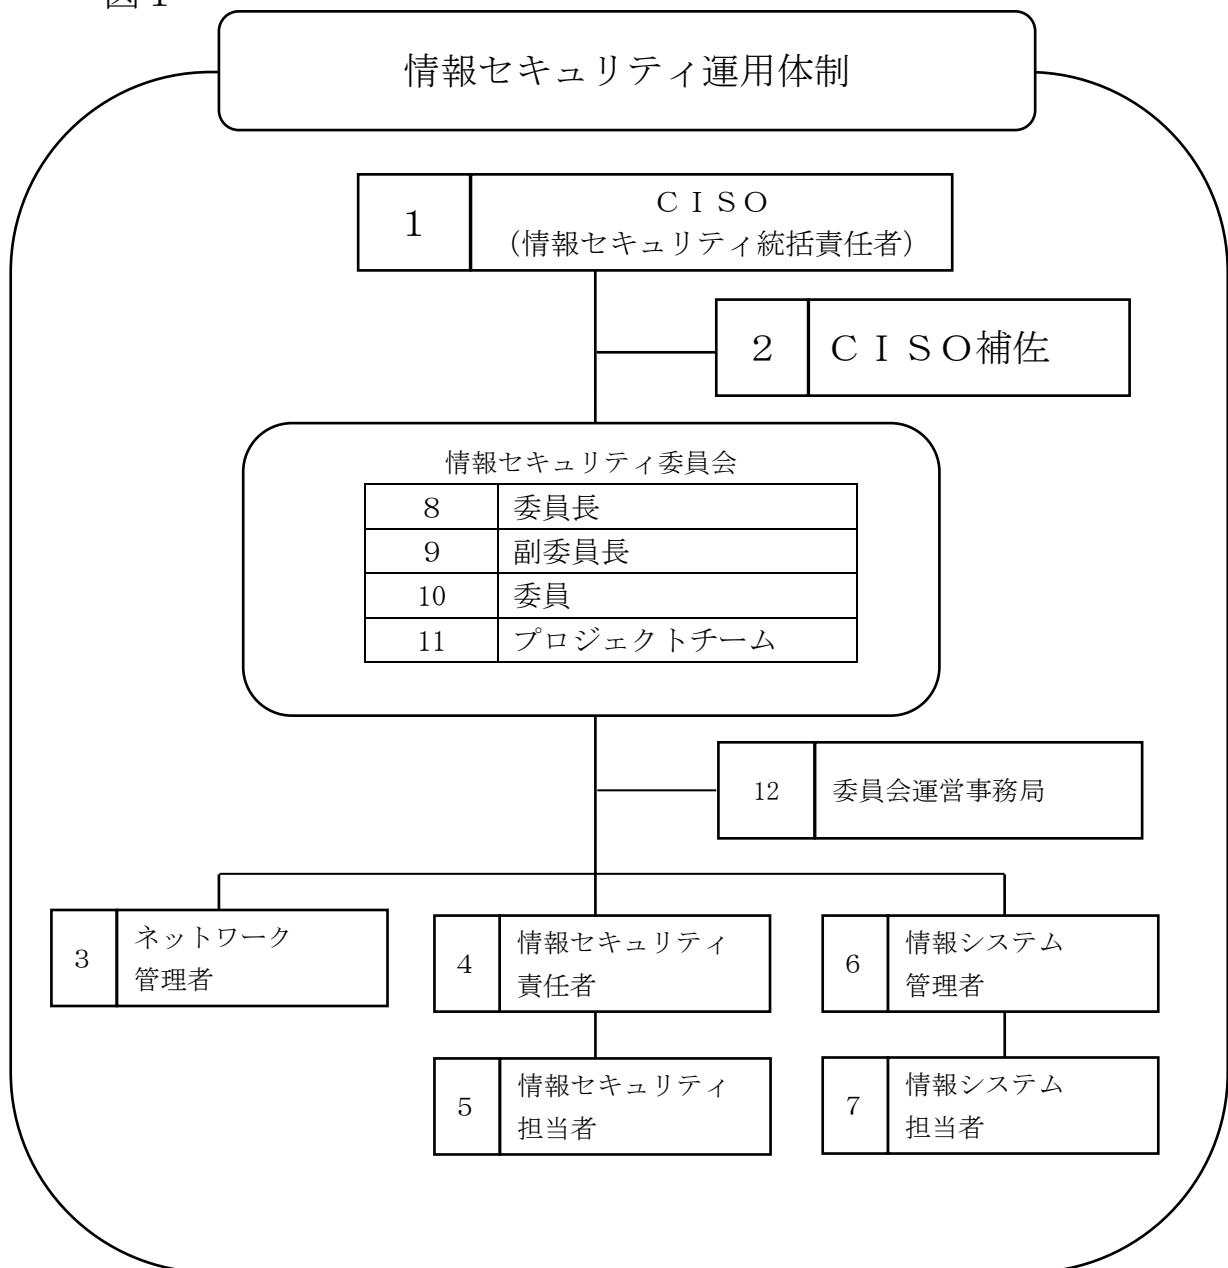 図１
情報セキュリティ運用体制
１
ＣＩＳＯ
（情報セキュリティ統括責任者）
２
ＣＩＳＯ補佐
情報セキュリティ委員会
８ 委員長
９ 副委員長
10 委員
11 プロジェクトチーム
12 委員会運営事務局
３
ネットワーク
管理者
４
情報セキュリティ
責任者
６
情報システム
管理者
５
情報セキュリティ
担当者
７
情報システム
担当者